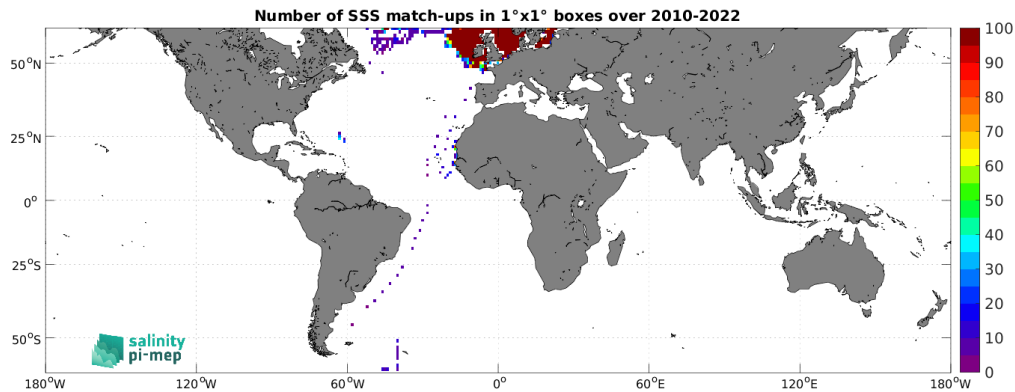 Number of SSS match-ups in 1°x1° boxes over 2010-2022
50°N
25°N
0°
25°S
50°S
180°W 120°W 60°W 0° 60°E 120°E 180°W
100
90
80
70
60
50
40
30
20
10
0
salinity
pi-mep